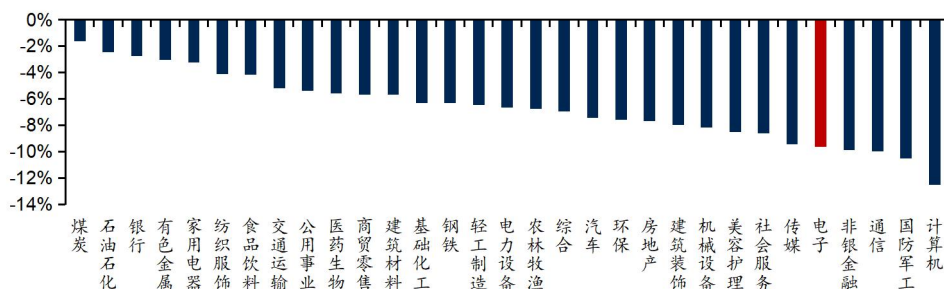 0%
-2%
-4%
-6%
-8%
-10%
-12%
-14%
煤炭
石油石化
银行
有色金属
家用电器
纺织服饰
食品饮料
交通运输
公用事业
医药生物
商贸零售
建筑材料
基础化工
钢铁
轻工制造
电力设备
农林牧渔
综合
汽车
环保
房地产
建筑装饰
机械设备
美容护理
社会服务
传媒
电子
非银金融
通信
国防军工
计算机